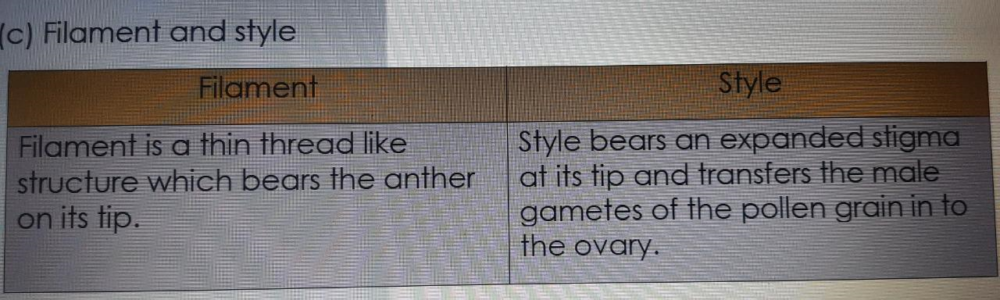 (c) Filament and style
Filament
Style
Filament is a thin thread like
structure which bears the anther
on its tip.
Style bears an expanded stigma
at its tip and transfers the male
gametes of the pollen grain in to
the ovary.